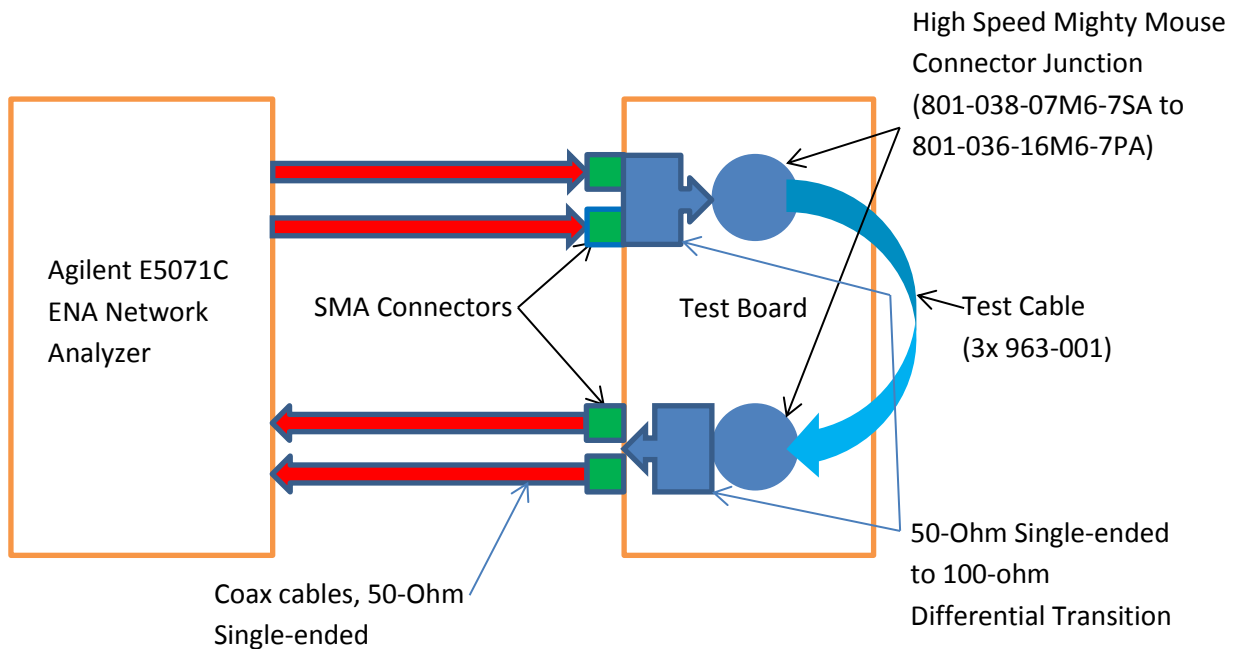 High Speed Mighty Mouse
Connector Junction
(801-038-07M6-7SA to
801-036-16M6-7PA)
Agilent E5071C
ENA Network
Analyzer
SMA Connectors
Test Board
Test Cable
(3x 963-001)
50-Ohm Single-ended
to 100-ohm
Differential Transition
Coax cables, 50-Ohm
Single-ended